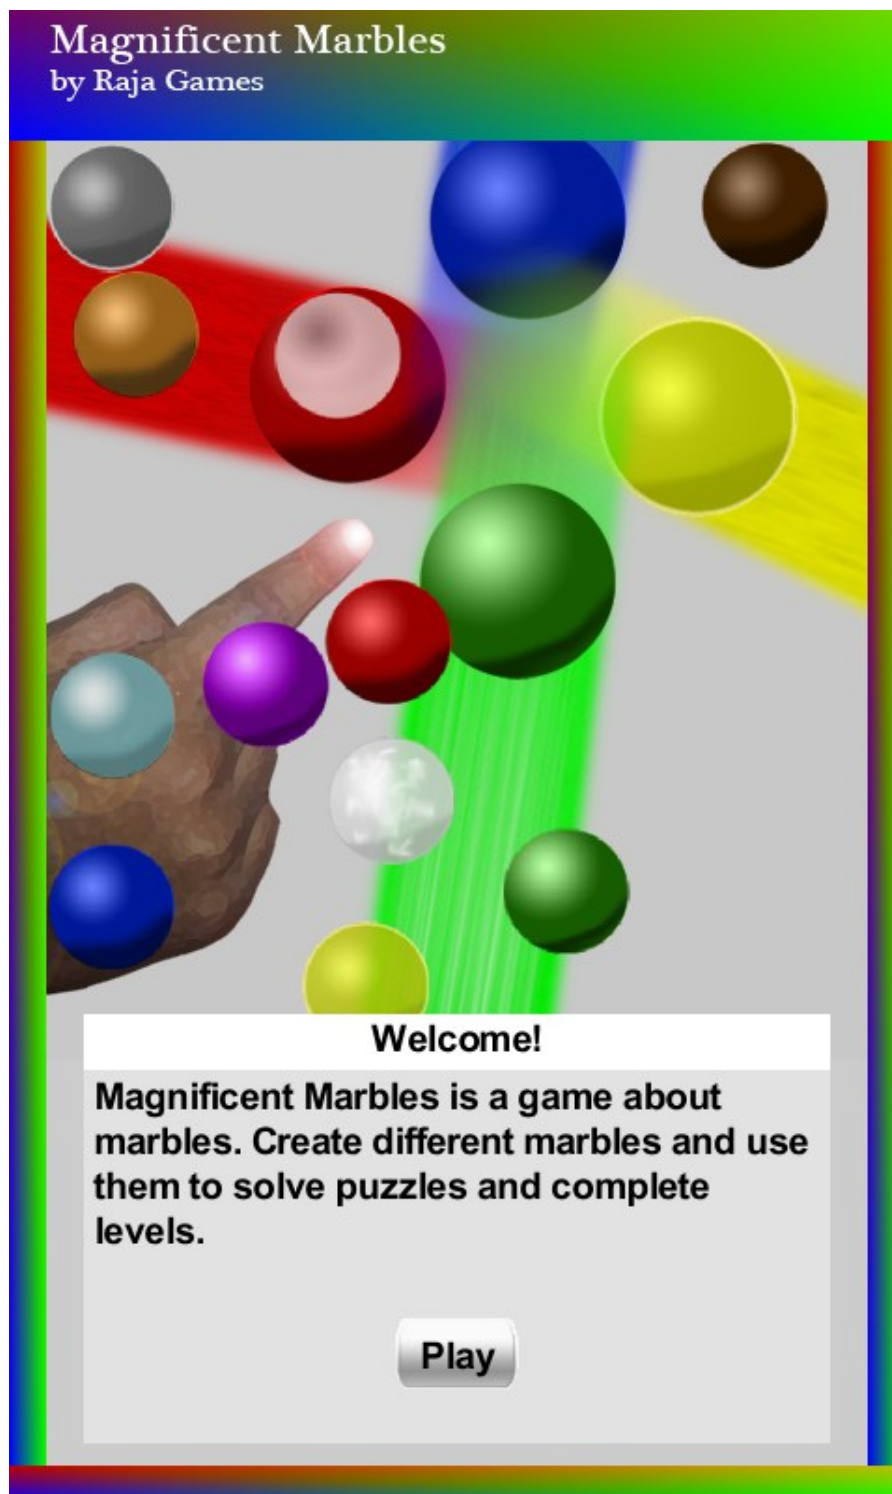 Magnificent Marbles
by Raja Games
Welcome!
Magnificent Marbles is a game about
marbles. Create different marbles and use
them to solve puzzles and complete
levels.
Play